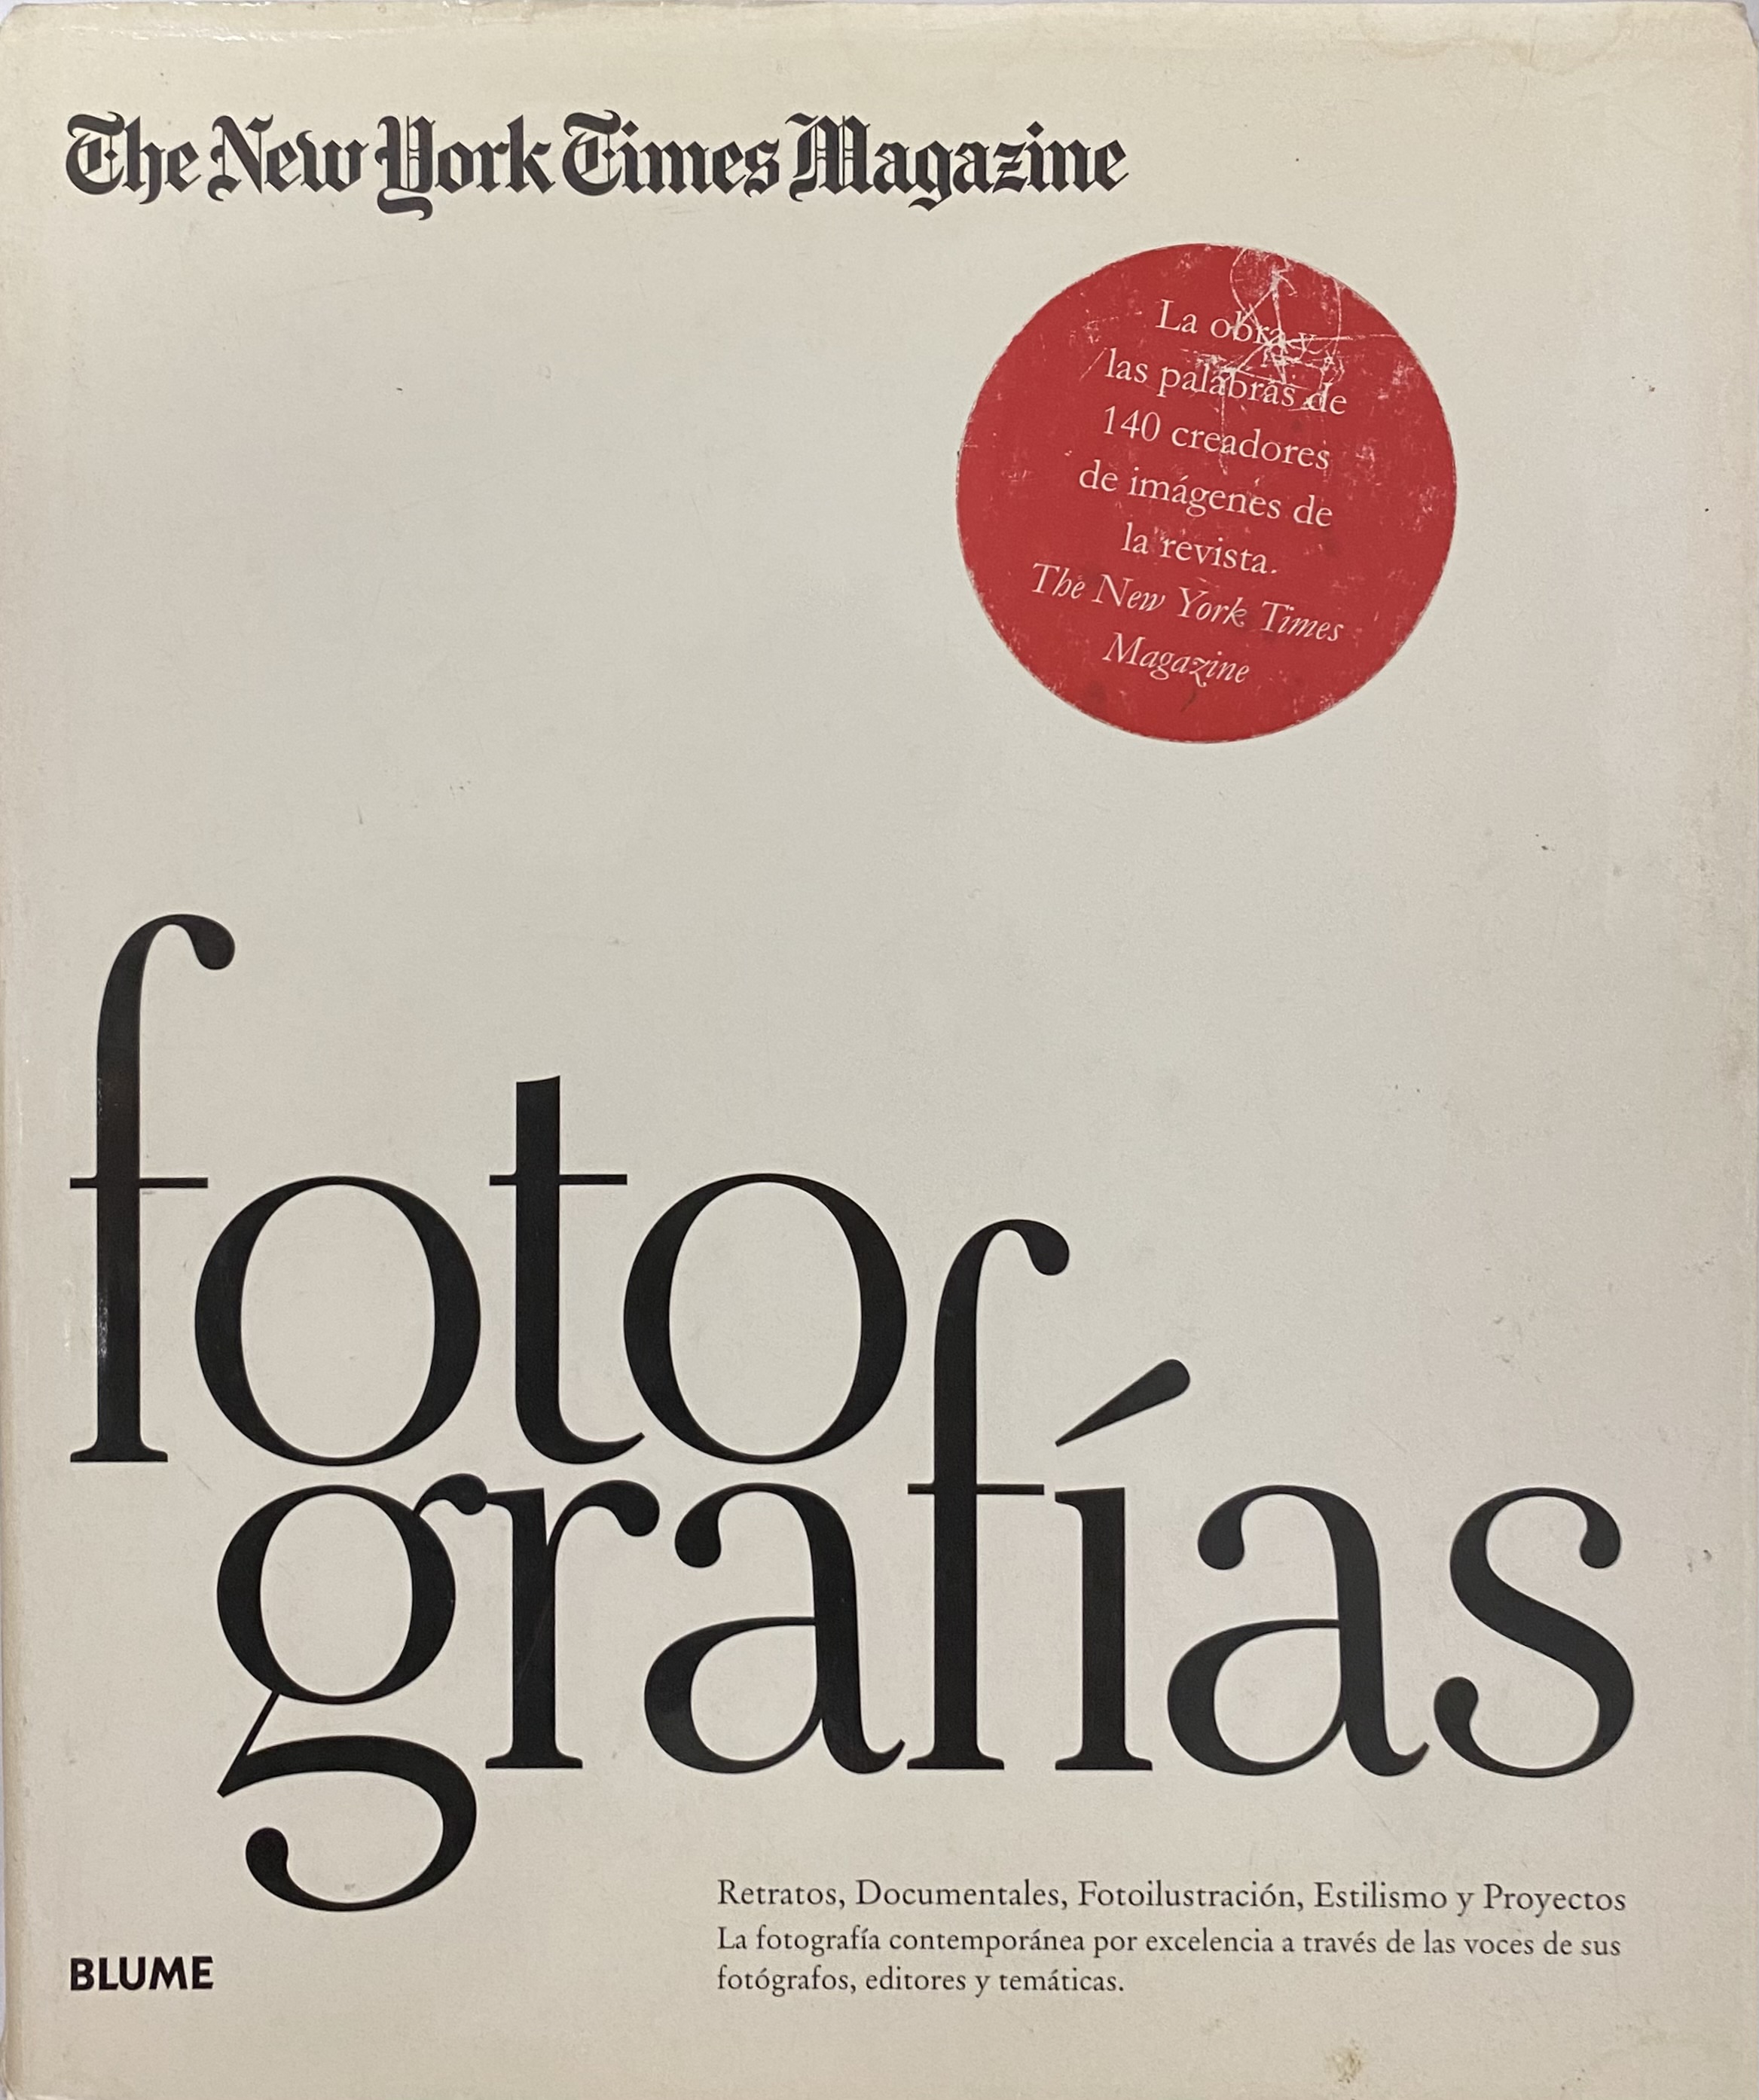 The New York Times Magazine
La obra y
las palabras de
140 creadores
de imágenes de
la revista.
The New York Times
Magazine
foto
grafías
Retratos, Documentales, Fotoilustración, Estilismo y Proyectos
La fotografía contemporánea por excelencia a través de las voces de sus
fotógrafos, editores y temáticas.
BLUME